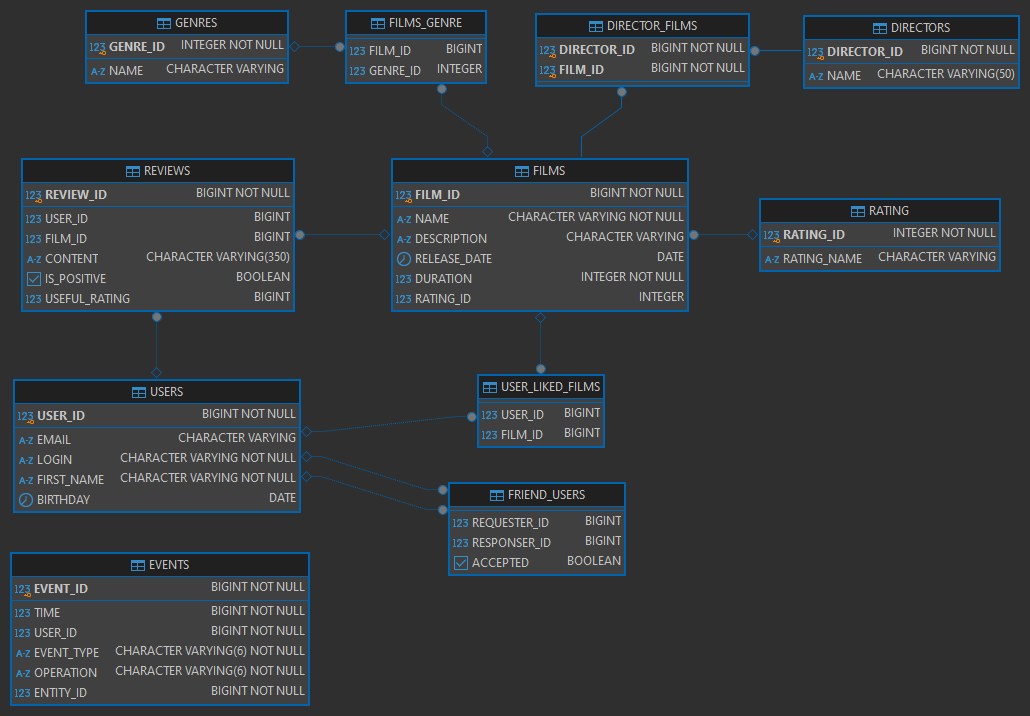 GENRES
123 GENRE_ID INTEGER NOT NULL
A-Z NAME CHARACTER VARYING
FILMS_GENRE
123 FILM_ID BIGINT
123 GENRE_ID INTEGER
DIRECTOR_FILMS
123 DIRECTOR_ID BIGINT NOT NULL
123 FILM_ID BIGINT NOT NULL
DIRECTORS
123 DIRECTOR_ID BIGINT NOT NULL
A-Z NAME CHARACTER VARYING(50)
REVIEWS
123 REVIEW_ID BIGINT NOT NULL
123 USER_ID BIGINT
123 FILM_ID BIGINT
A-Z CONTENT CHARACTER VARYING(350)
IS_POSITIVE BOOLEAN
123 USEFUL_RATING BIGINT
FILMS
123 FILM_ID BIGINT NOT NULL
A-Z NAME CHARACTER VARYING NOT NULL
A-Z DESCRIPTION CHARACTER VARYING
RELEASE_DATE DATE
123 DURATION INTEGER NOT NULL
123 RATING_ID INTEGER
RATING
123 RATING_ID INTEGER NOT NULL
A-Z RATING_NAME CHARACTER VARYING
USERS
123 USER_ID BIGINT NOT NULL
A-Z EMAIL CHARACTER VARYING
A-Z LOGIN CHARACTER VARYING NOT NULL
A-Z FIRST_NAME CHARACTER VARYING NOT NULL
BIRTHDAY DATE
USER_LIKED_FILMS
123 USER_ID BIGINT
123 FILM_ID BIGINT
FRIEND_USERS
123 REQUESTER_ID BIGINT
123 RESPONSER_ID BIGINT
ACCEPTED BOOLEAN
EVENTS
123 EVENT_ID BIGINT NOT NULL
123 TIME BIGINT NOT NULL
123 USER_ID BIGINT NOT NULL
A-Z EVENT_TYPE CHARACTER VARYING(6) NOT NULL
A-Z OPERATION CHARACTER VARYING(6) NOT NULL
123 ENTITY_ID BIGINT NOT NULL